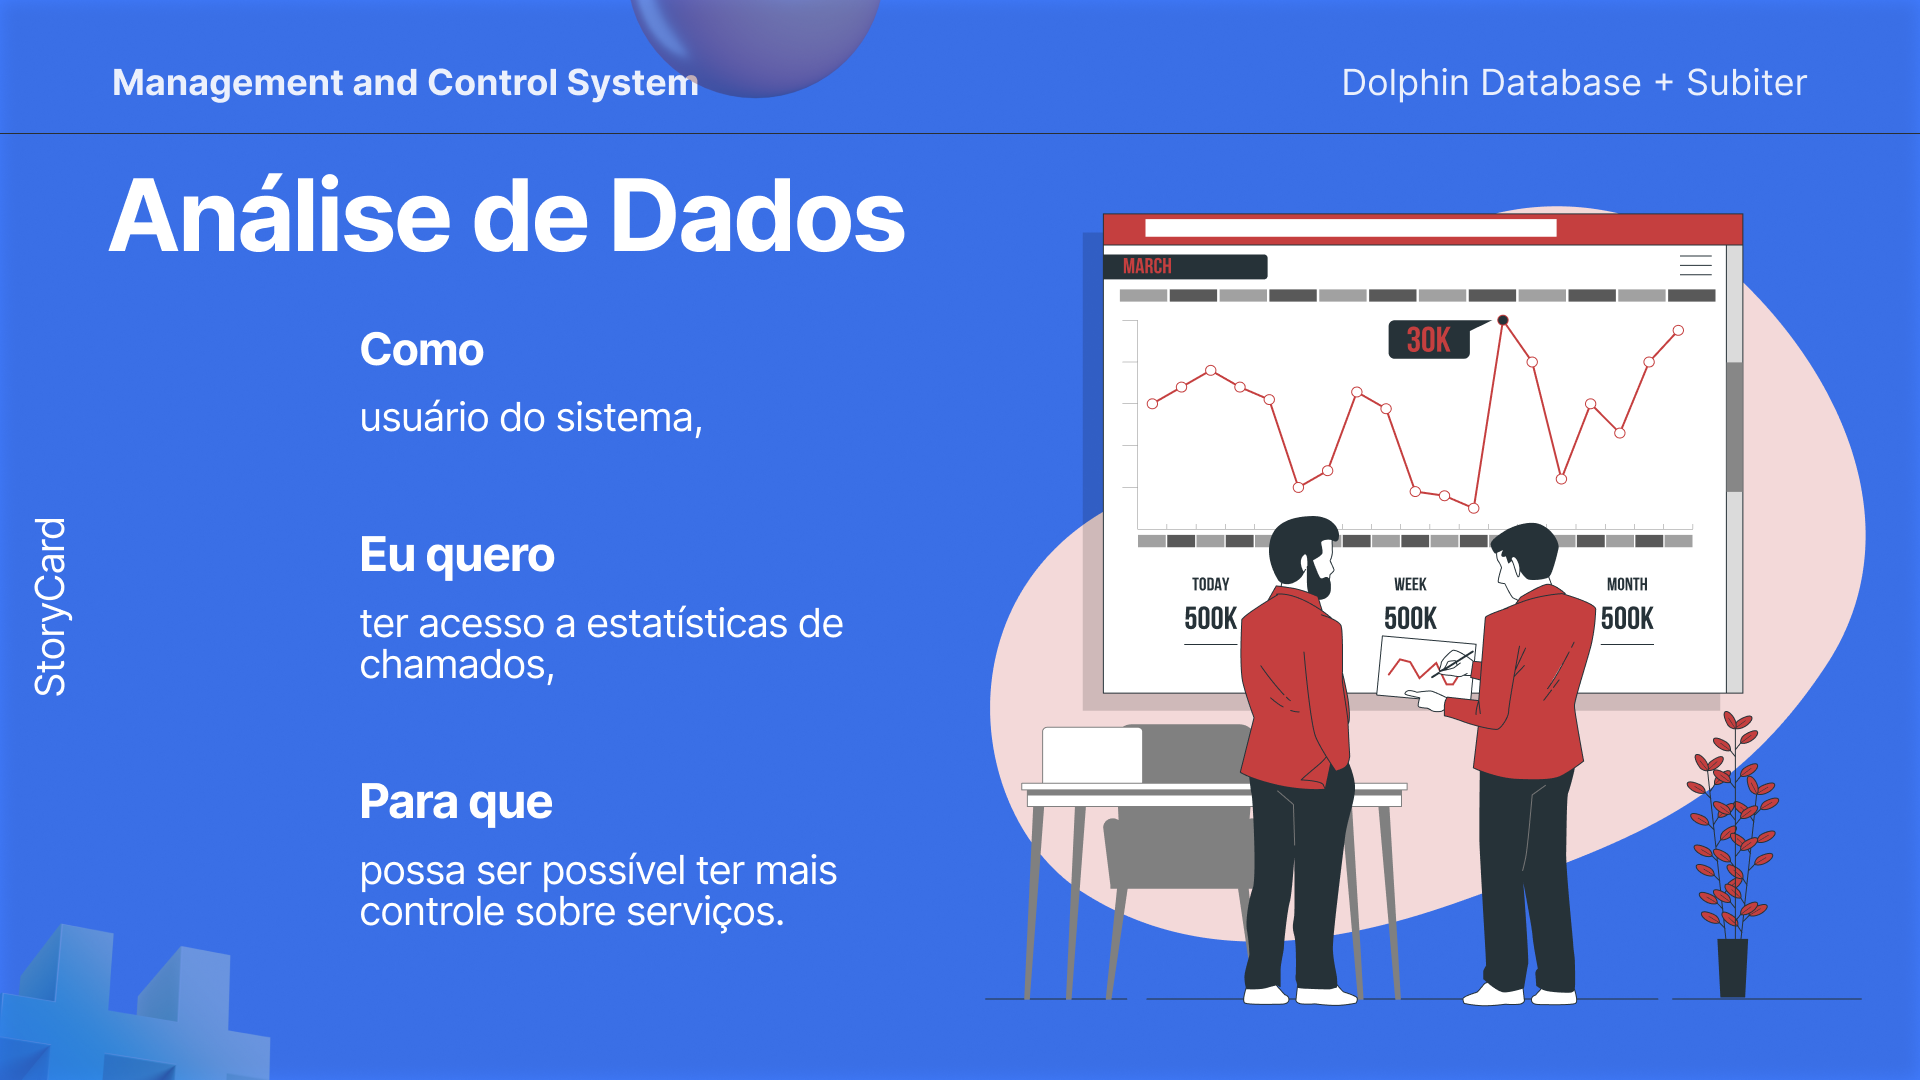 Management and Control System
Dolphin Database + Subiter
Análise de Dados
Como
usuário do sistema,
Eu quero
ter acesso a estatísticas de
chamados,
Para que
possa ser possível ter mais
controle sobre serviços.
StoryCard
MARCH
30K
TODAY
500K
WEEK
500K
MONTH
500K